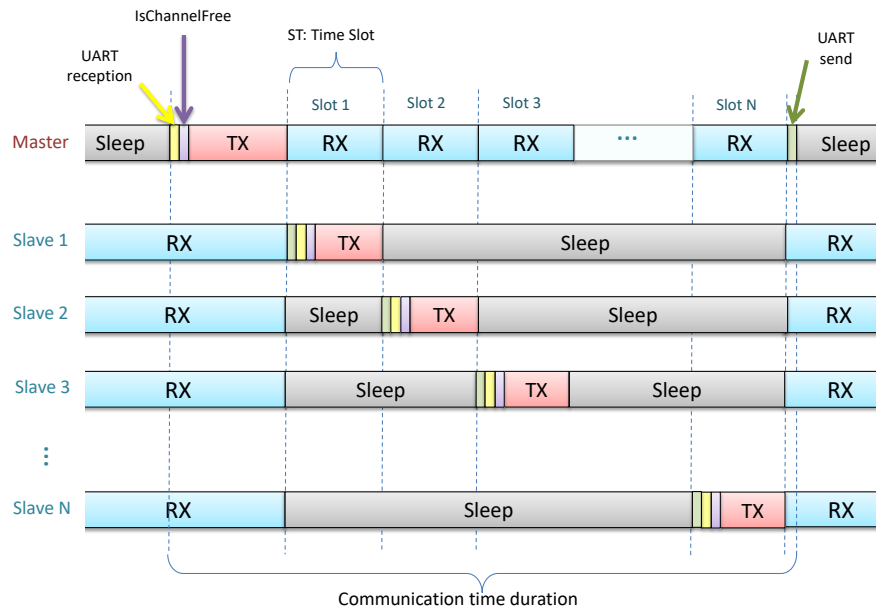 IsChannelFree
ST: Time Slot
UART
reception
UART
send
Slot 1
Slot 2
Slot 3
Slot N
Master
Sleep
TX
RX
RX
RX
...
RX
Sleep
Slave 1
RX
TX
Sleep
RX
Slave 2
RX
Sleep
TX
Sleep
RX
Slave 3
RX
Sleep
TX
Sleep
RX
...
Slave N
RX
Sleep
TX
RX
Communication time duration